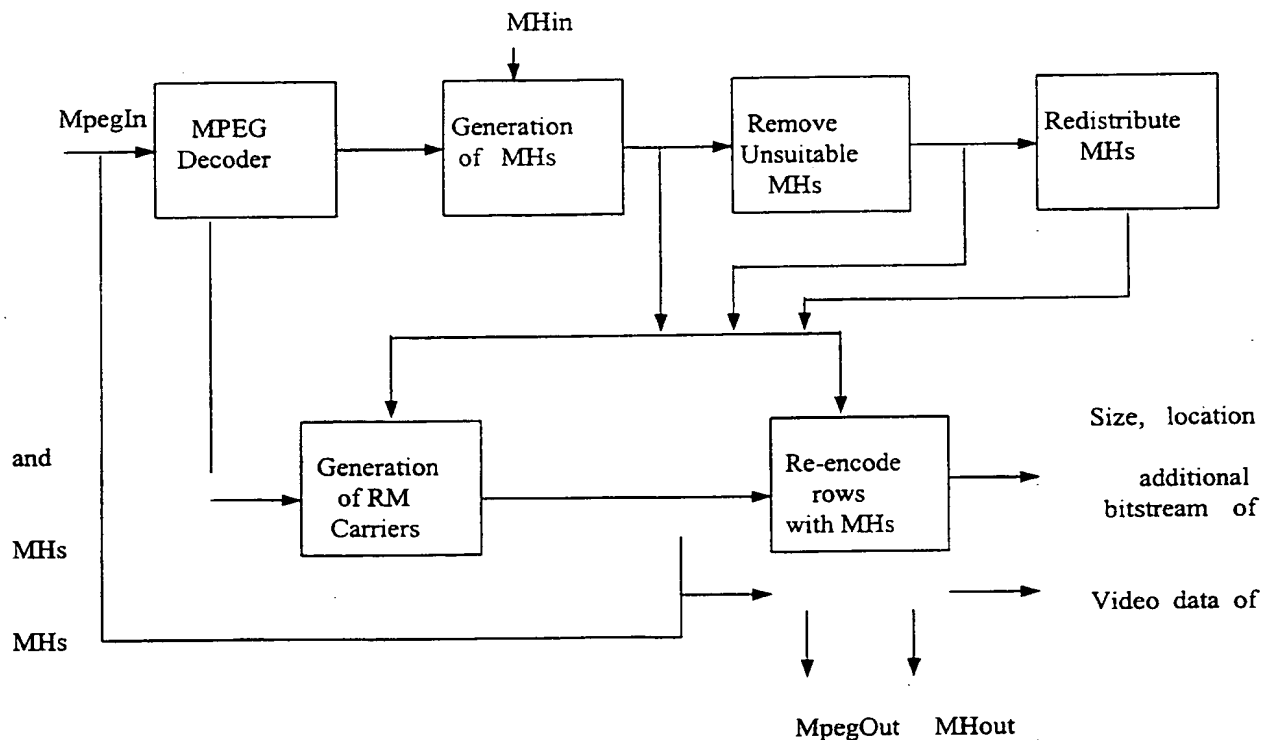 MHin
MpegIn
MPEG
Decoder
Generation
of MHs
Remove
Unsuitable
MHs
Redistribute
MHs
Size, location
and
additional
bitstream of
MHs
Generation
of RM
Carriers
Re-encode
rows
with MHs
Video data of
MHs
MpegOut MHout